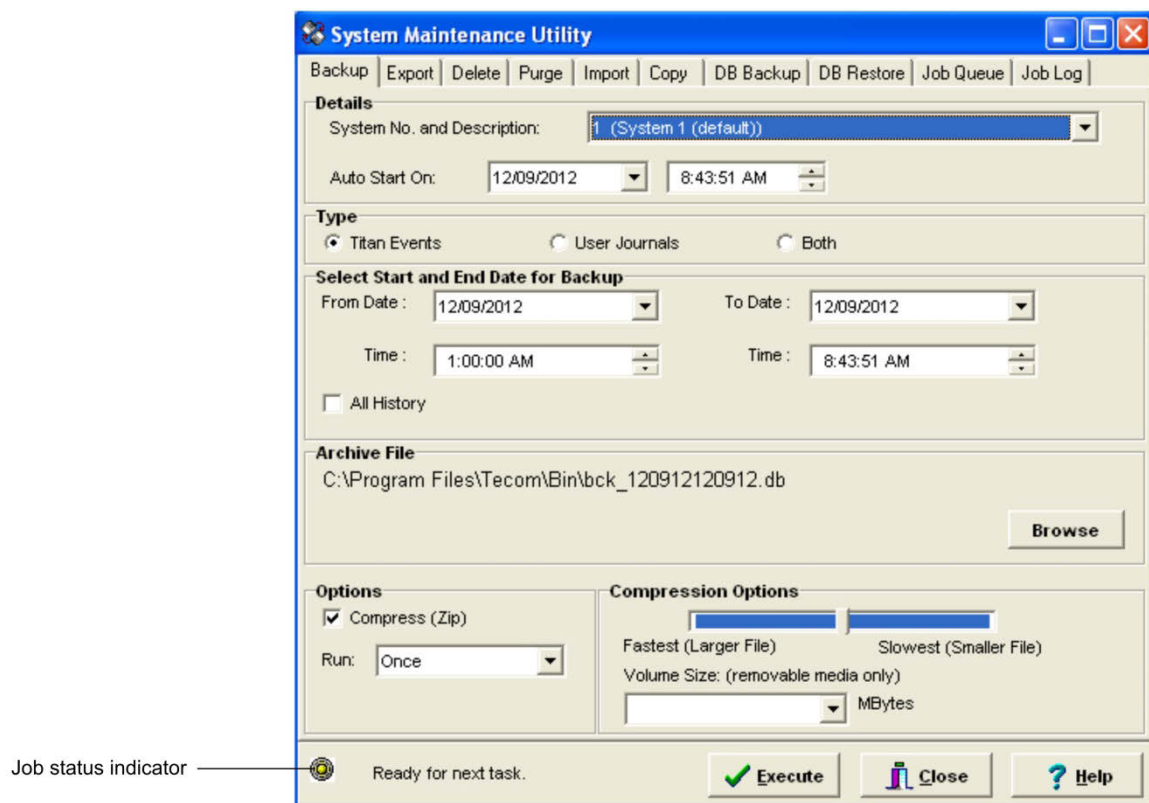 System Maintenance Utility
Backup Export Delete Purge Import Copy DB Backup DB Restore Job Queue Job Log
Details
System No. and Description: 1 (System 1 (default))
Auto Start On: 12/09/2012 8:43:51 AM
Type
Titan Events User Journals Both
Select Start and End Date for Backup
From Date : 12/09/2012 To Date : 12/09/2012
Time : 1:00:00 AM Time : 8:43:51 AM
All History
Archive File
C:\Program Files\Tecom\Bin\bck_120912120912.db
Browse
Options Compression Options
Compress (Zip)
Fastest (Larger File) Slowest (Smaller File)
Run: Once Volume Size: (removable media only)
MBytes
Job status indicator Ready for next task. Execute Close ? Help